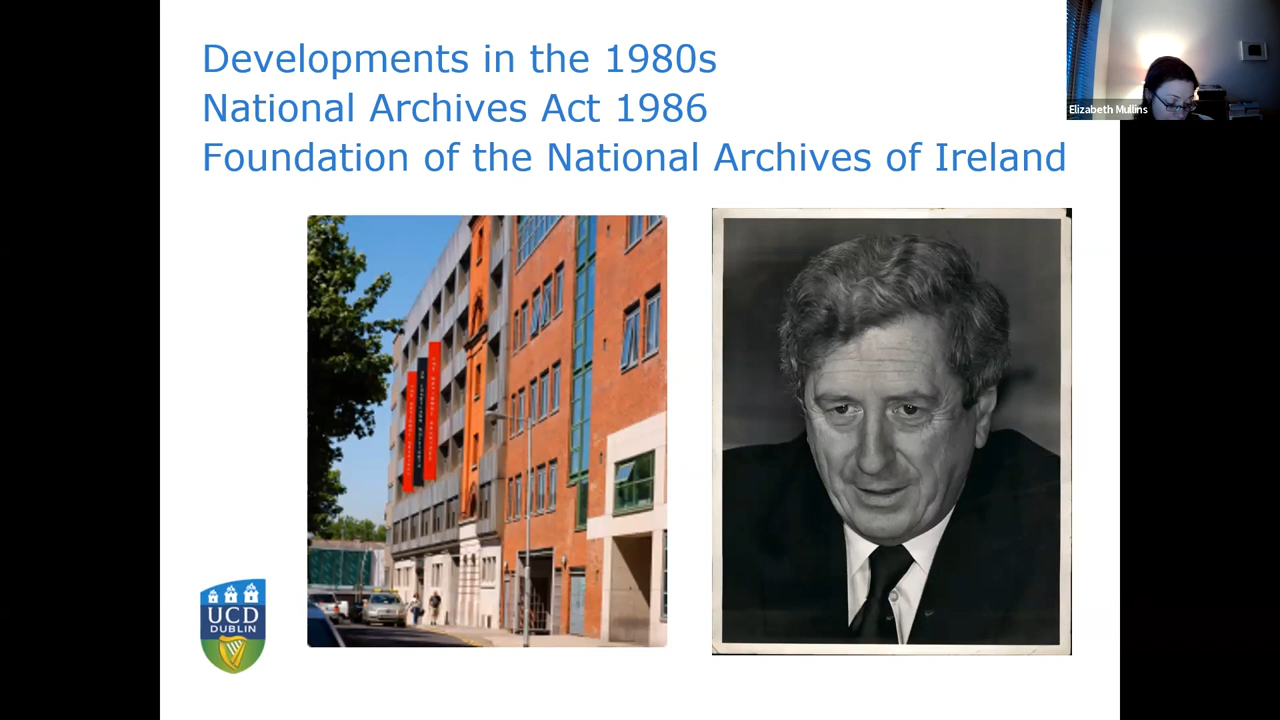 Developments in the 1980s
National Archives Act 1986
Foundation of the National Archives of Ireland
Elizabeth Mullins
UCD
DUBLIN